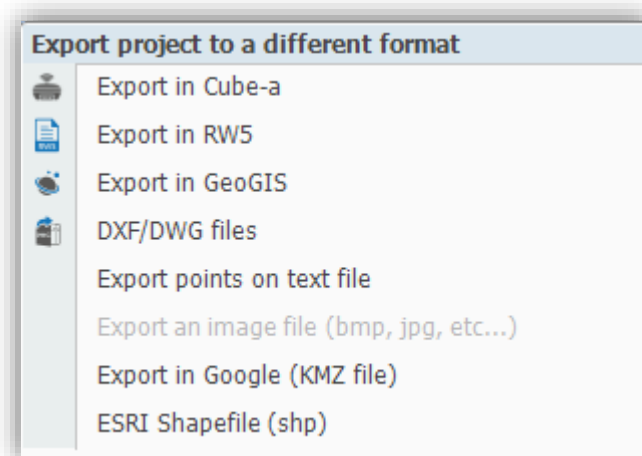 Export project to a different format
Export in Cube-a
Export in RW5
Export in GeoGIS
DXF/DWG files
Export points on text file
Export an image file (bmp, jpg, etc...)
Export in Google (KMZ file)
ESRI Shapefile (shp)